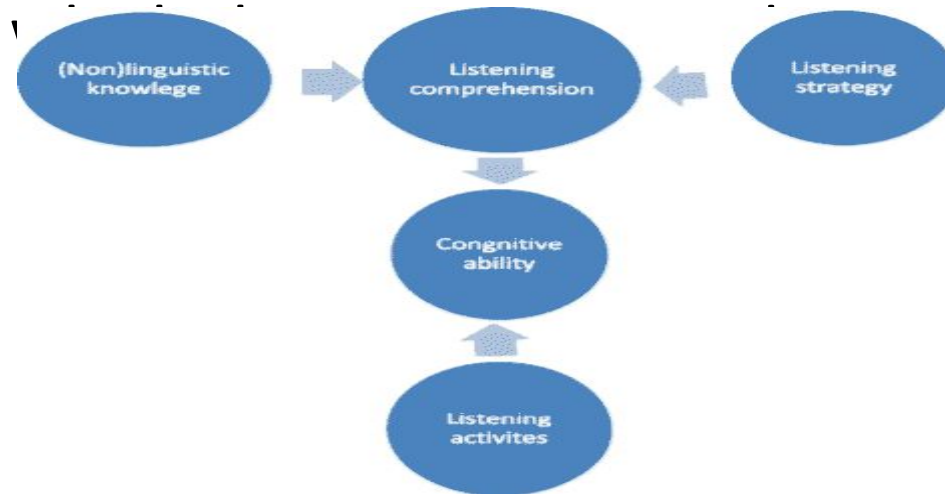 (Non)linguistic
knowlege
Listening
comprehension
Listening
strategy
Congnitive
ability
Listening
activites